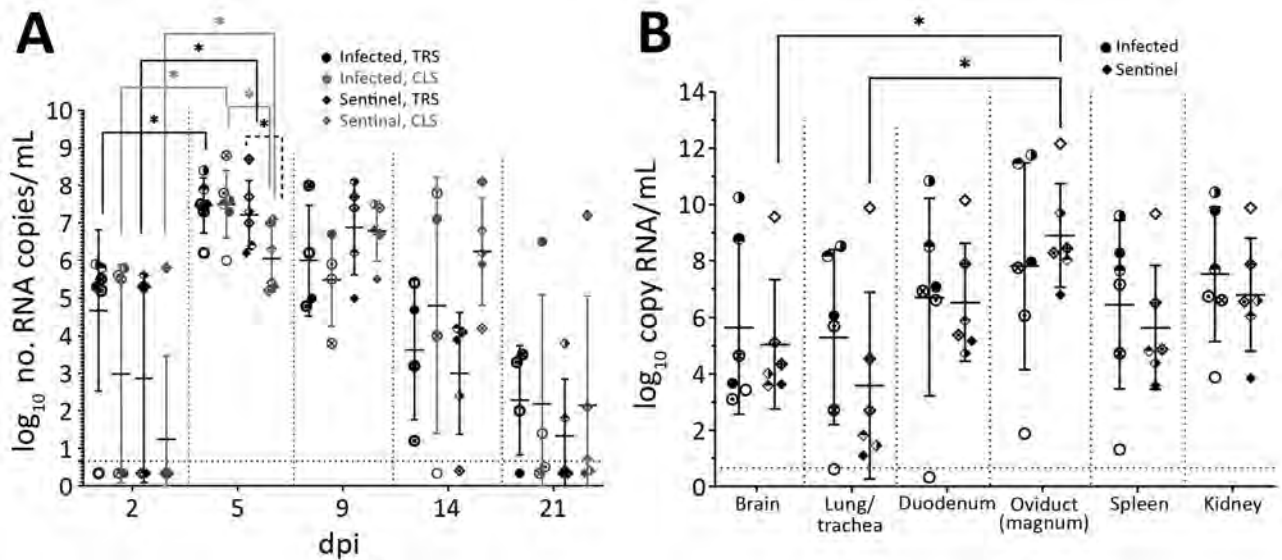 A
* * * * * * *
Infected, TRS
Infected, CLS
Sentinel, TRS
Sentinal, CLS
log10 no. RNA copies/mL
10
9
8
7
6
5
4
3
2
1
0
2 5 9 14 21
dpi
B
* *
Infected
Sentinel
log10 copy RNA/mL
14
12
10
8
6
4
2
0
Brain Lung/ Duodenum Oviduct Spleen Kidney
trachea (magnum)